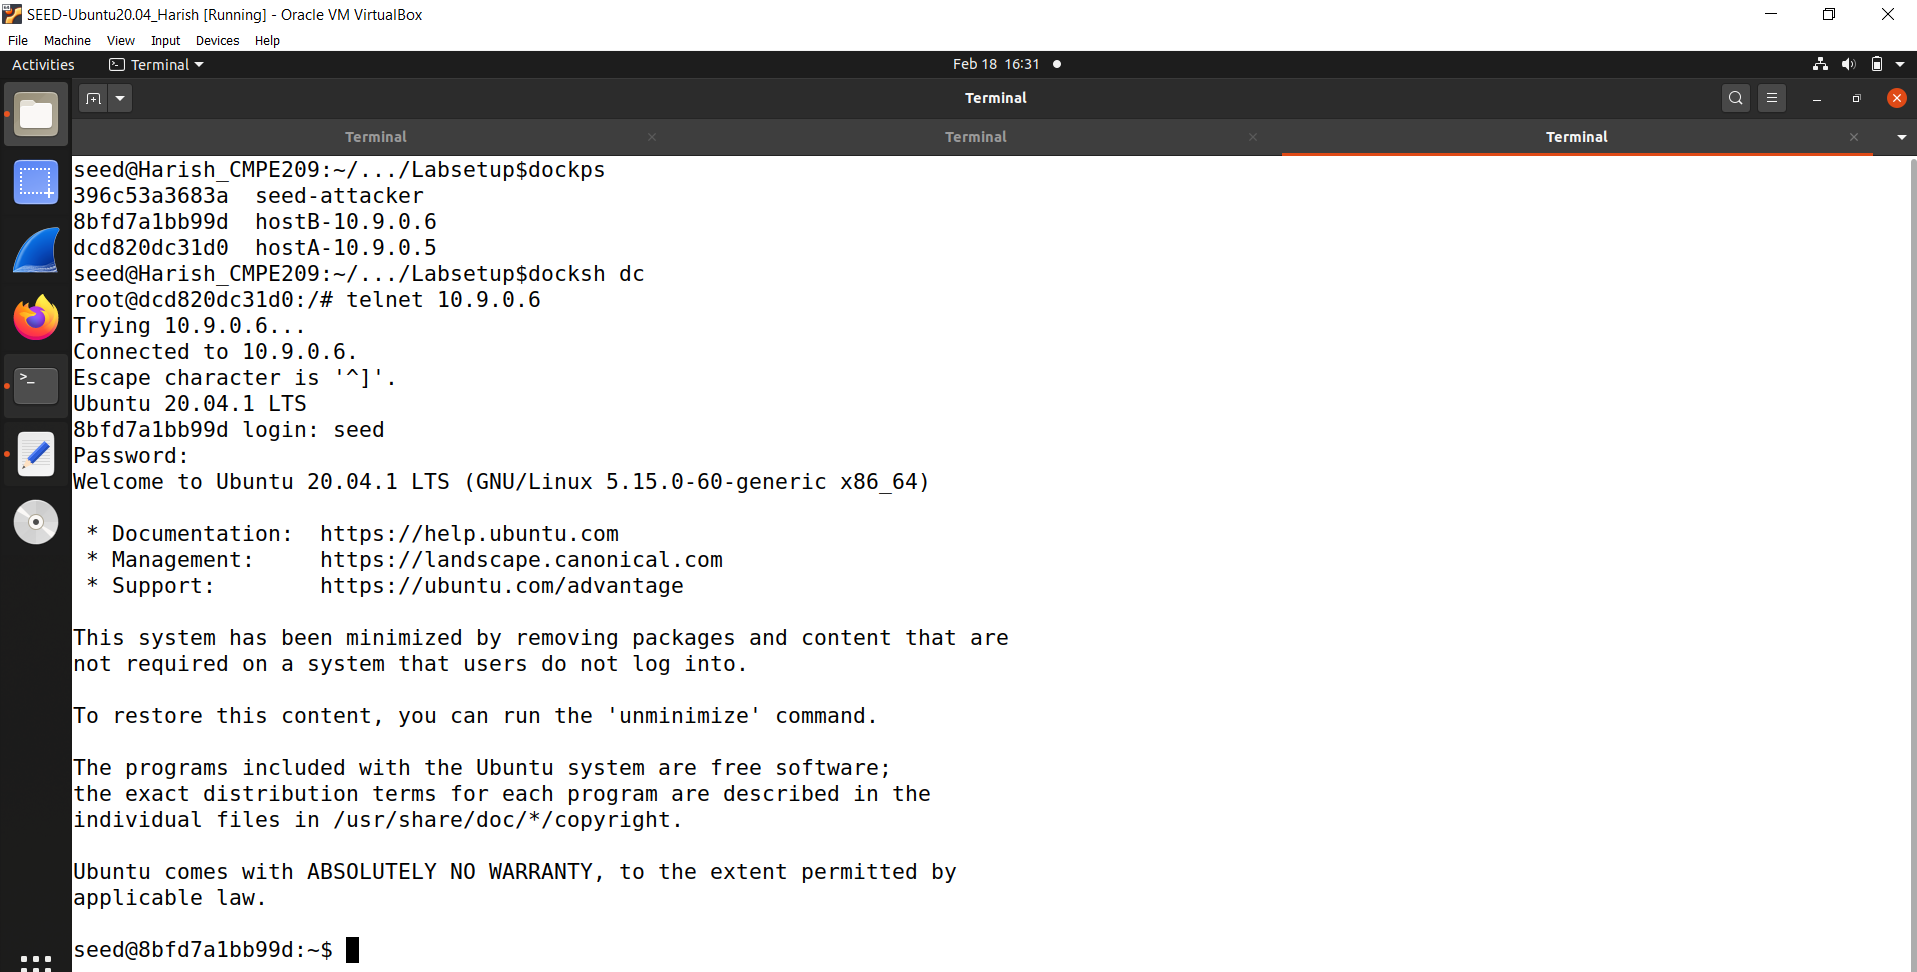 SEED-Ubuntu20.04_Harish [Running] - Oracle VM VirtualBox
File Machine View Input Devices Help
Activities Terminal Feb 18 16:31
Terminal
Terminal Terminal Terminal
seed@Harish_CMPE209:~/.../Labsetup$dockps
396c53a3683a  seed-attacker
8bfd7a1bb99d  hostB-10.9.0.6
dcd820dc31d0  hostA-10.9.0.5
seed@Harish_CMPE209:~/.../Labsetup$docksh dc
root@dcd820dc31d0:/# telnet 10.9.0.6
Trying 10.9.0.6...
Connected to 10.9.0.6.
Escape character is '^]'.
Ubuntu 20.04.1 LTS
8bfd7a1bb99d login: seed
Password:
Welcome to Ubuntu 20.04.1 LTS (GNU/Linux 5.15.0-60-generic x86_64)
 * Documentation:  https://help.ubuntu.com
 * Management:     https://landscape.canonical.com
 * Support:        https://ubuntu.com/advantage
This system has been minimized by removing packages and content that are
not required on a system that users do not log into.
To restore this content, you can run the 'unminimize' command.
The programs included with the Ubuntu system are free software;
the exact distribution terms for each program are described in the
individual files in /usr/share/doc/*/copyright.
Ubuntu comes with ABSOLUTELY NO WARRANTY, to the extent permitted by
applicable law.
seed@8bfd7a1bb99d:~$